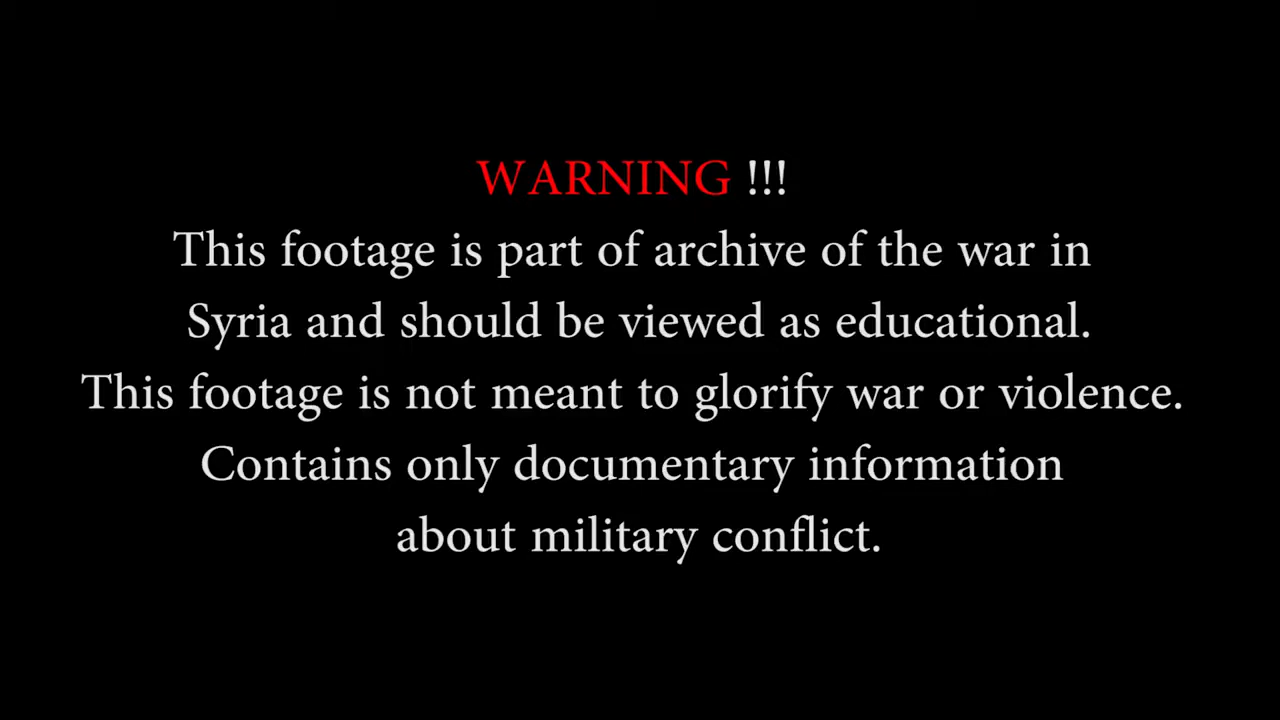 WARNING !!!
This footage is part of archive of the war in
Syria and should be viewed as educational.
This footage is not meant to glorify war or violence.
Contains only documentary information
about military conflict.